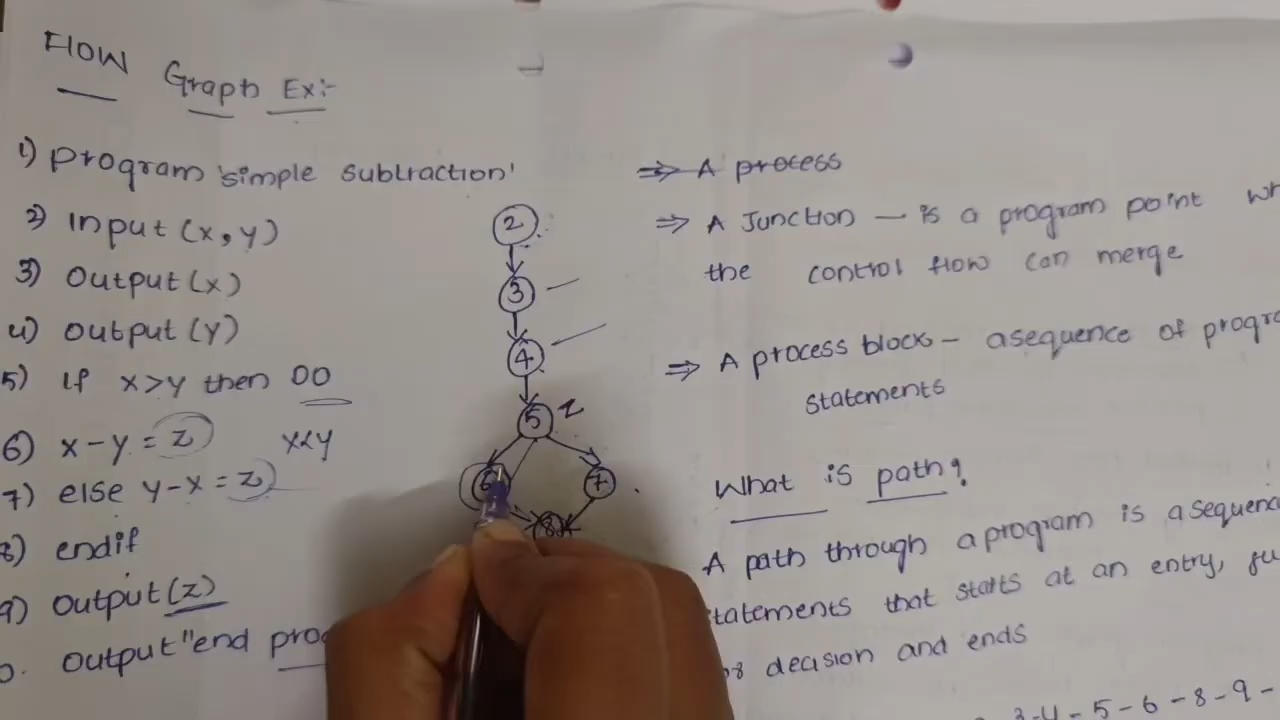 Flow Graph Ex:-
1) Program 'simple subtraction'
2) Input (x, y)
3) Output (x)
4) Output (y)
5) If x>y then DO
6) x-y = z x<y
7) else y-x = z
8) endif
9) Output (z)
0. Output "end
2
3
4
5 z
6 7
8
⇒ A process
⇒ A Junction — is a program point
the control flow can merge
⇒ A process block - a sequence of
statements
What is path?
A path through a program is a
statements that starts at an entry,
or decision and ends
3-4-5-6-8-9-